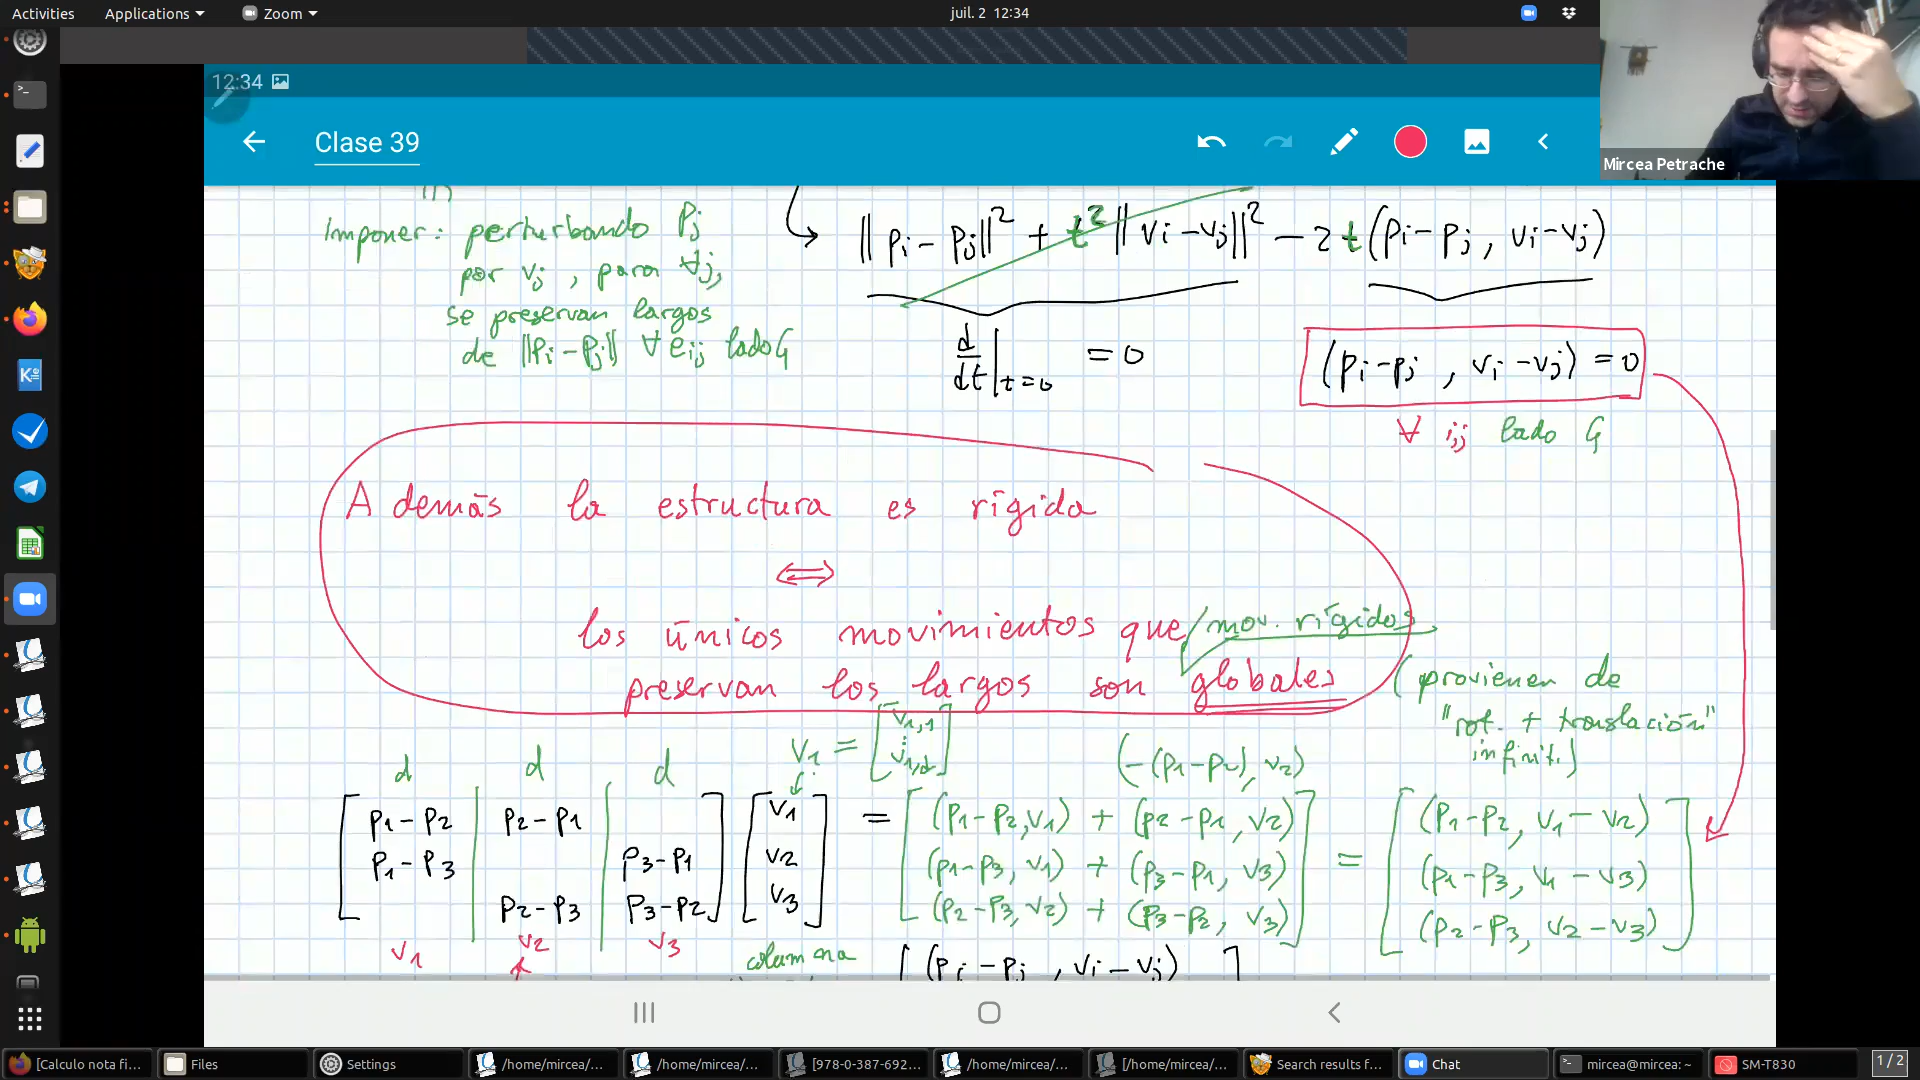 Activities Applications Zoom juil. 2 12:34
12:34
Clase 39
Mircea Petrache
Imponer: perturbando Pj
por vj, para ∀j,
se preservan largos
de ||Pi-Pj|| ∀ eij lado G
||pi-pj||² + t² ||vi-vj||² - 2t(pi-pj, vi-vj)
d/dt|t=0 = 0
(pi-pj, vi-vj) = 0
∀ i,j lado G
Además la estructura es rígida
⟺
los únicos movimientos que /mov. rígidos
preservan los largos son globales
(provienen de
"rot. + translación"
infinit.)
d d d
v1 = [v1,1 ⋮ v1,d]
(-(p1-p2), v2)
[p1-p2 | p2-p1 | ] [v1] = [(p1-p2, v1) + (p2-p1, v2)] = [(p1-p2, v1-v2)]
[p1-p3 | | p3-p1] [v2] [(p1-p3, v1) + (p3-p1, v3)] [(p1-p3, v1-v3)]
[ | p2-p3 | p3-p2] [v3] [(p2-p3, v2) + (p3-p2, v3)] [(p2-p3, v2-v3)]
v1 v2 v3
columna
[(pi-pj, vi-vj)]
[Calculo nota fi... Files Settings /home/mircea/... /home/mircea/... [978-0-387-692... /home/mircea/... [/home/mircea/... Search results f... Chat mircea@mircea: ~ SM-T830 1 / 2